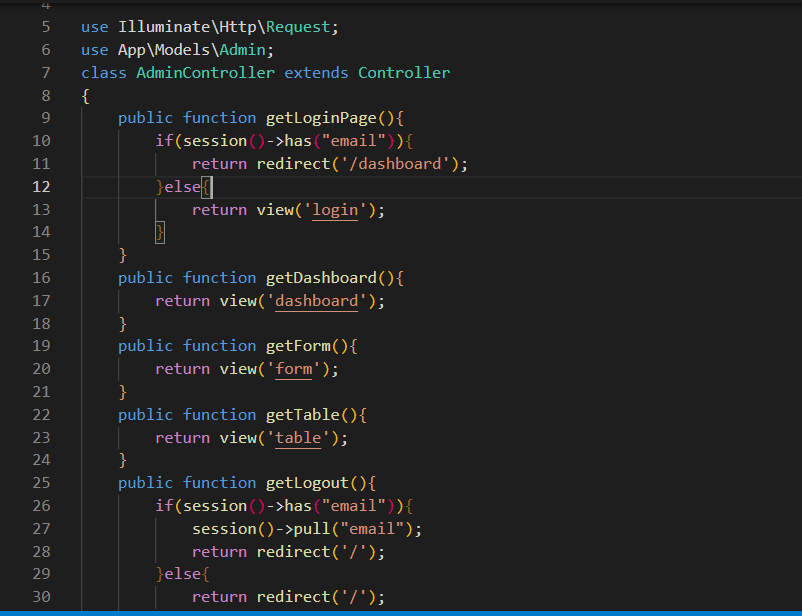 4
5 use Illuminate\Http\Request;
6 use App\Models\Admin;
7 class AdminController extends Controller
8 {
9     public function getLoginPage(){
10         if(session()->has("email")){
11             return redirect('/dashboard');
12         }else{
13             return view('login');
14         }
15     }
16     public function getDashboard(){
17         return view('dashboard');
18     }
19     public function getForm(){
20         return view('form');
21     }
22     public function getTable(){
23         return view('table');
24     }
25     public function getLogout(){
26         if(session()->has("email")){
27             session()->pull("email");
28             return redirect('/');
29         }else{
30             return redirect('/');